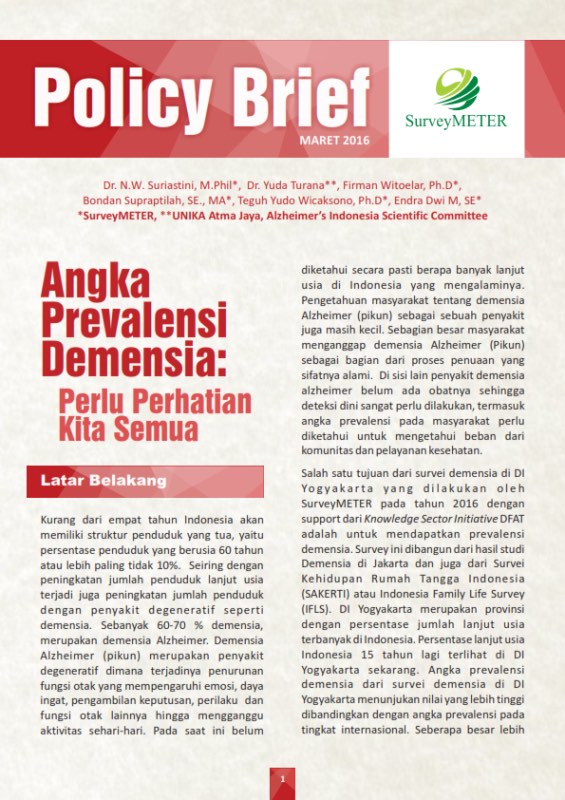 Policy Brief
MARET 2016
SurveyMETER
Dr. N.W. Suriastini, M.Phil*, Dr. Yuda Turana**, Firman Witoelar, Ph.D*,
Bondan Supraptilah, SE., MA*, Teguh Yudo Wicaksono, Ph.D*, Endra Dwi M, SE*
*SurveyMETER, **UNIKA Atma Jaya, Alzheimer's Indonesia Scientific Committee
Angka
Prevalensi
Demensia:
Perlu Perhatian
Kita Semua
Latar Belakang
Kurang dari empat tahun Indonesia akan
memiliki struktur penduduk yang tua, yaitu
persentase penduduk yang berusia 60 tahun
atau lebih paling tidak 10%. Seiring dengan
peningkatan jumlah penduduk lanjut usia
terjadi juga peningkatan jumlah penduduk
dengan penyakit degeneratif seperti
demensia. Sebanyak 60-70 % demensia,
merupakan demensia Alzheimer. Demensia
Alzheimer (pikun) merupakan penyakit
degeneratif dimana terjadinya penurunan
fungsi otak yang mempengaruhi emosi, daya
ingat, pengambilan keputusan, perilaku dan
fungsi otak lainnya hingga mengganggu
aktivitas sehari-hari. Pada saat ini belum
diketahui secara pasti berapa banyak lanjut
usia di Indonesia yang mengalaminya.
Pengetahuan masyarakat tentang demensia
Alzheimer (pikun) sebagai sebuah penyakit
juga masih kecil. Sebagian besar masyarakat
menganggap demensia Alzheimer (Pikun)
sebagai bagian dari proses penuaan yang
sifatnya alami. Di sisi lain penyakit demensia
alzheimer belum ada obatnya sehingga
deteksi dini sangat perlu dilakukan, termasuk
angka prevalensi pada masyarakat perlu
diketahui untuk mengetahui beban dari
komunitas dan pelayanan kesehatan.
Salah satu tujuan dari survei demensia di DI
Yogyakarta yang dilakukan oleh
SurveyMETER pada tahun 2016 dengan
support dari Knowledge Sector Initiative DFAT
adalah untuk mendapatkan prevalensi
demensia. Survey ini dibangun dari hasil studi
Demensia di Jakarta dan juga dari Survei
Kehidupan Rumah Tangga Indonesia
(SAKERTI) atau Indonesia Family Life Survey
(IFLS). DI Yogyakarta merupakan provinsi
dengan persentase jumlah lanjut usia
terbanyak di Indonesia. Persentase lanjut usia
Indonesia 15 tahun lagi terlihat di DI
Yogyakarta sekarang. Angka prevalensi
demensia dari survei demensia di DI
Yogyakarta menunjukan nilai yang lebih tinggi
dibandingkan dengan angka prevalensi pada
tingkat internasional. Seberapa besar lebih
1